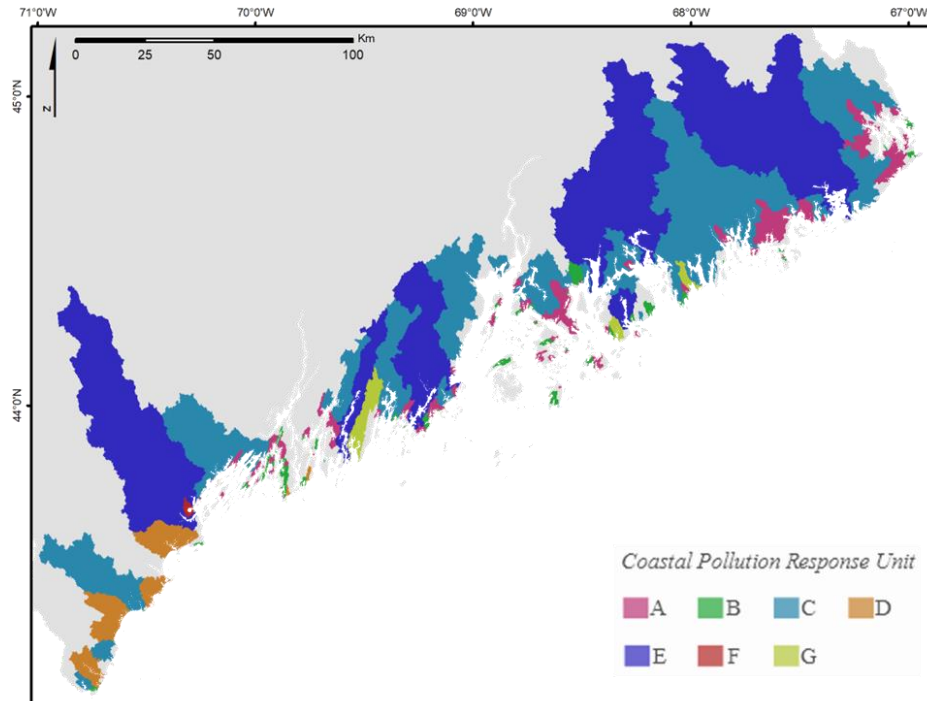 71°0'W 70°0'W 69°0'W 68°0'W 67°0'W
Km
0 25 50 100
N
45°0'N
44°0'N
Coastal Pollution Response Unit
A B C D
E F G